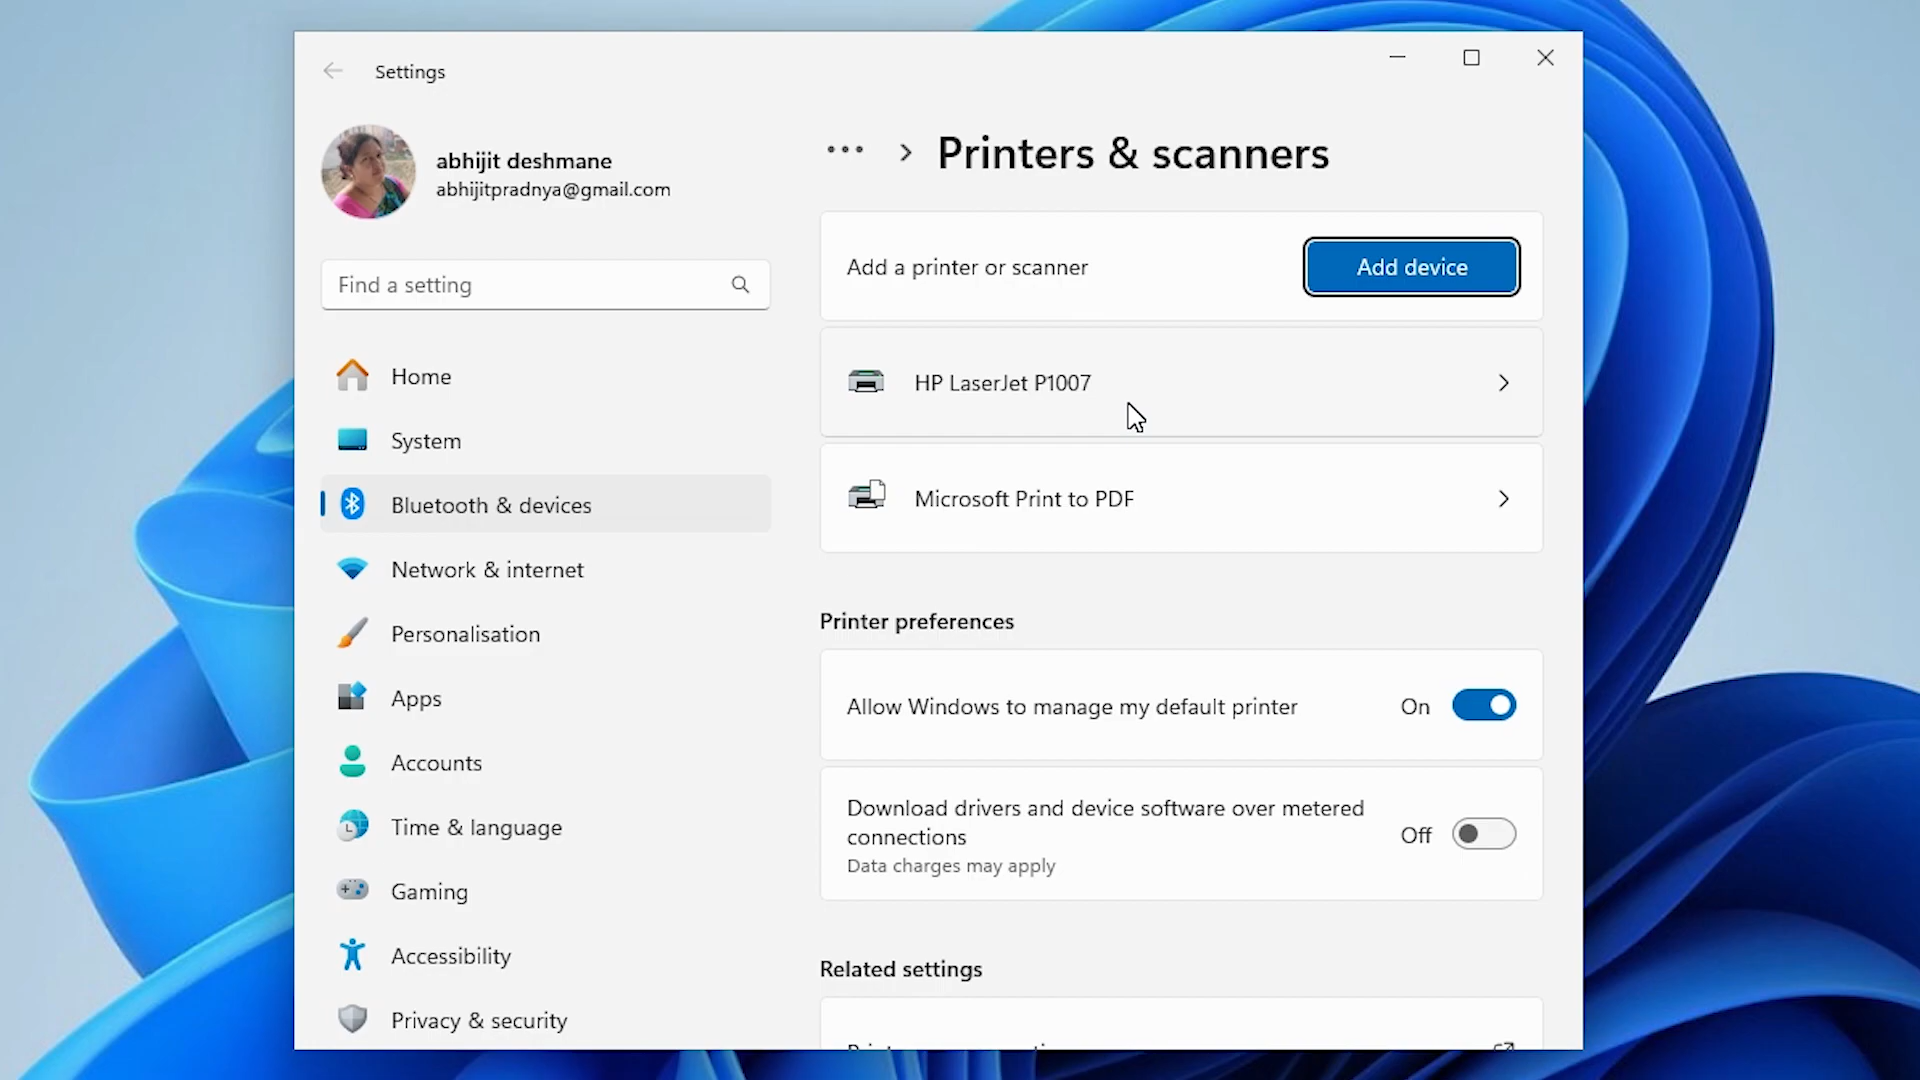 Settings
abhijit deshmane
abhijitpradnya@gmail.com
Find a setting
Home
System
Bluetooth & devices
Network & internet
Personalisation
Apps
Accounts
Time & language
Gaming
Accessibility
Privacy & security
... > Printers & scanners
Add a printer or scanner
Add device
HP LaserJet P1007
Microsoft Print to PDF
Printer preferences
Allow Windows to manage my default printer
On
Download drivers and device software over metered
connections
Off
Data charges may apply
Related settings